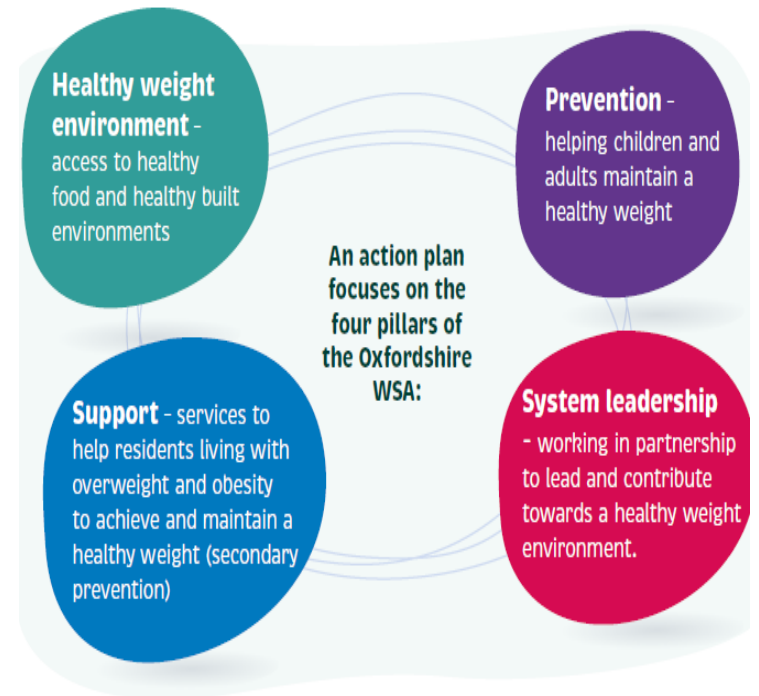 Healthy weight
environment -
access to healthy
food and healthy built
environments
Prevention -
helping children and
adults maintain a
healthy weight
An action plan
focuses on the
four pillars of
the Oxfordshire
WSA:
Support - services to
help residents living with
overweight and obesity
to achieve and maintain a
healthy weight (secondary
prevention)
System leadership
- working in partnership
to lead and contribute
towards a healthy weight
environment.